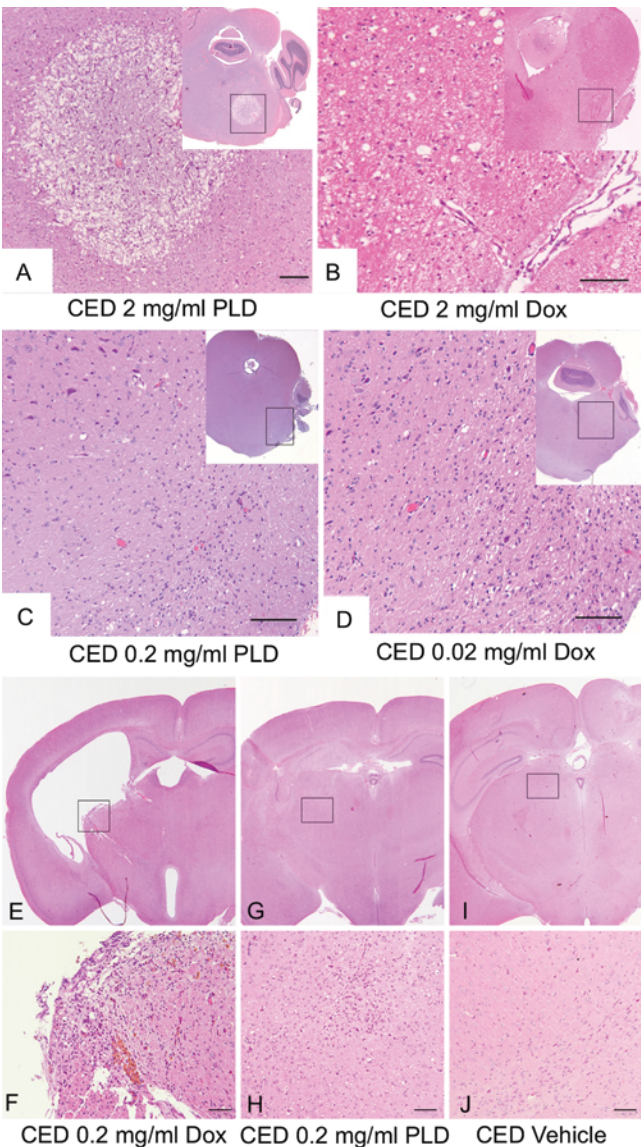 A
B
CED 2 mg/ml PLD
CED 2 mg/ml Dox
C
D
CED 0.2 mg/ml PLD
CED 0.02 mg/ml Dox
E
G
I
F
H
J
CED 0.2 mg/ml Dox
CED 0.2 mg/ml PLD
CED Vehicle